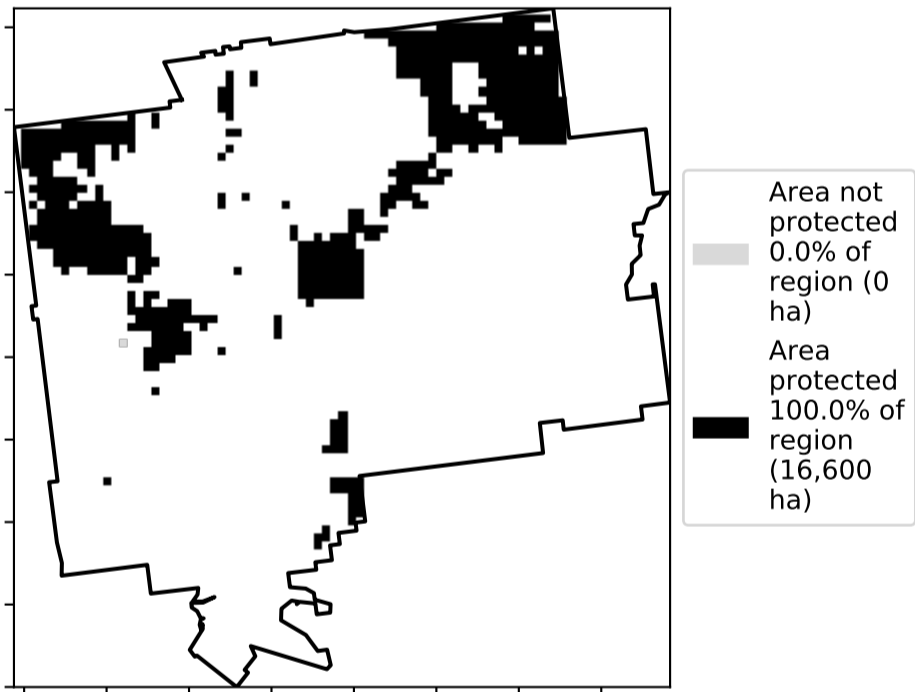 Area not
protected
0.0% of
region (0
ha)
Area
protected
100.0% of
region
(16,600
ha)